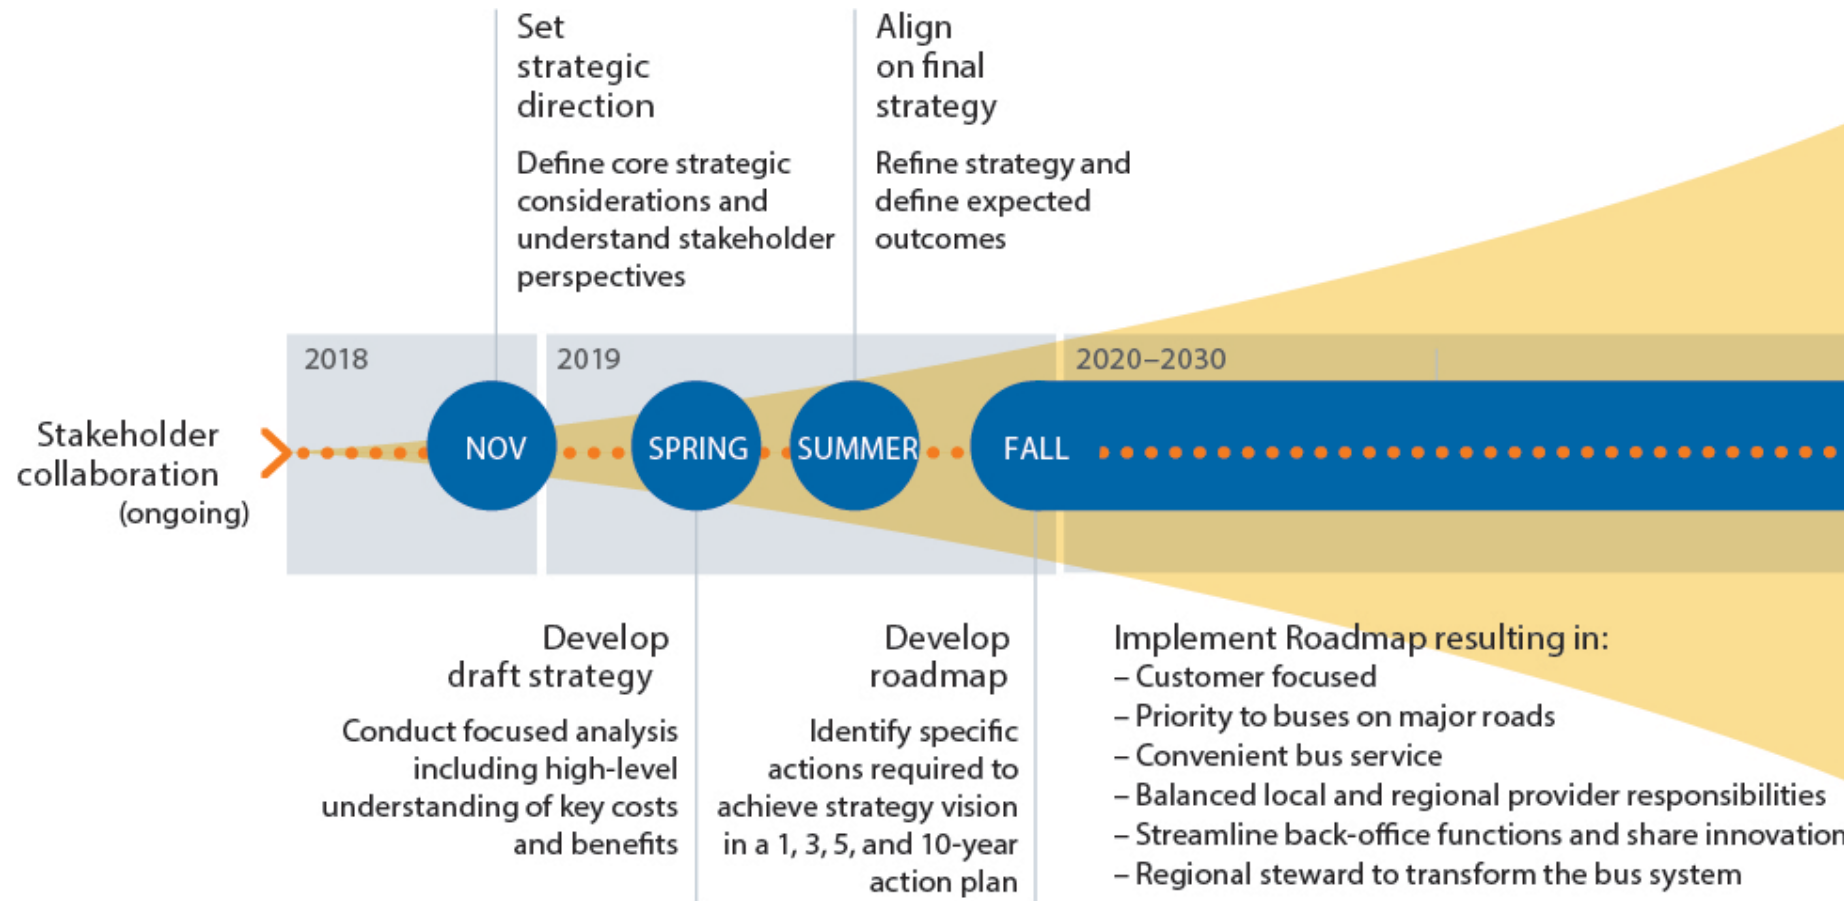 Set
strategic
direction
Define core strategic
considerations and
understand stakeholder
perspectives
Align
on final
strategy
Refine strategy and
define expected
outcomes
2018
2019
2020–2030
Stakeholder
collaboration
(ongoing)
NOV
SPRING
SUMMER
FALL
Develop
draft strategy
Conduct focused analysis
including high-level
understanding of key costs
and benefits
Develop
roadmap
Identify specific
actions required to
achieve strategy vision
in a 1, 3, 5, and 10-year
action plan
Implement Roadmap resulting in:
– Customer focused
– Priority to buses on major roads
– Convenient bus service
– Balanced local and regional provider responsibilities
– Streamline back-office functions and share innovation
– Regional steward to transform the bus system